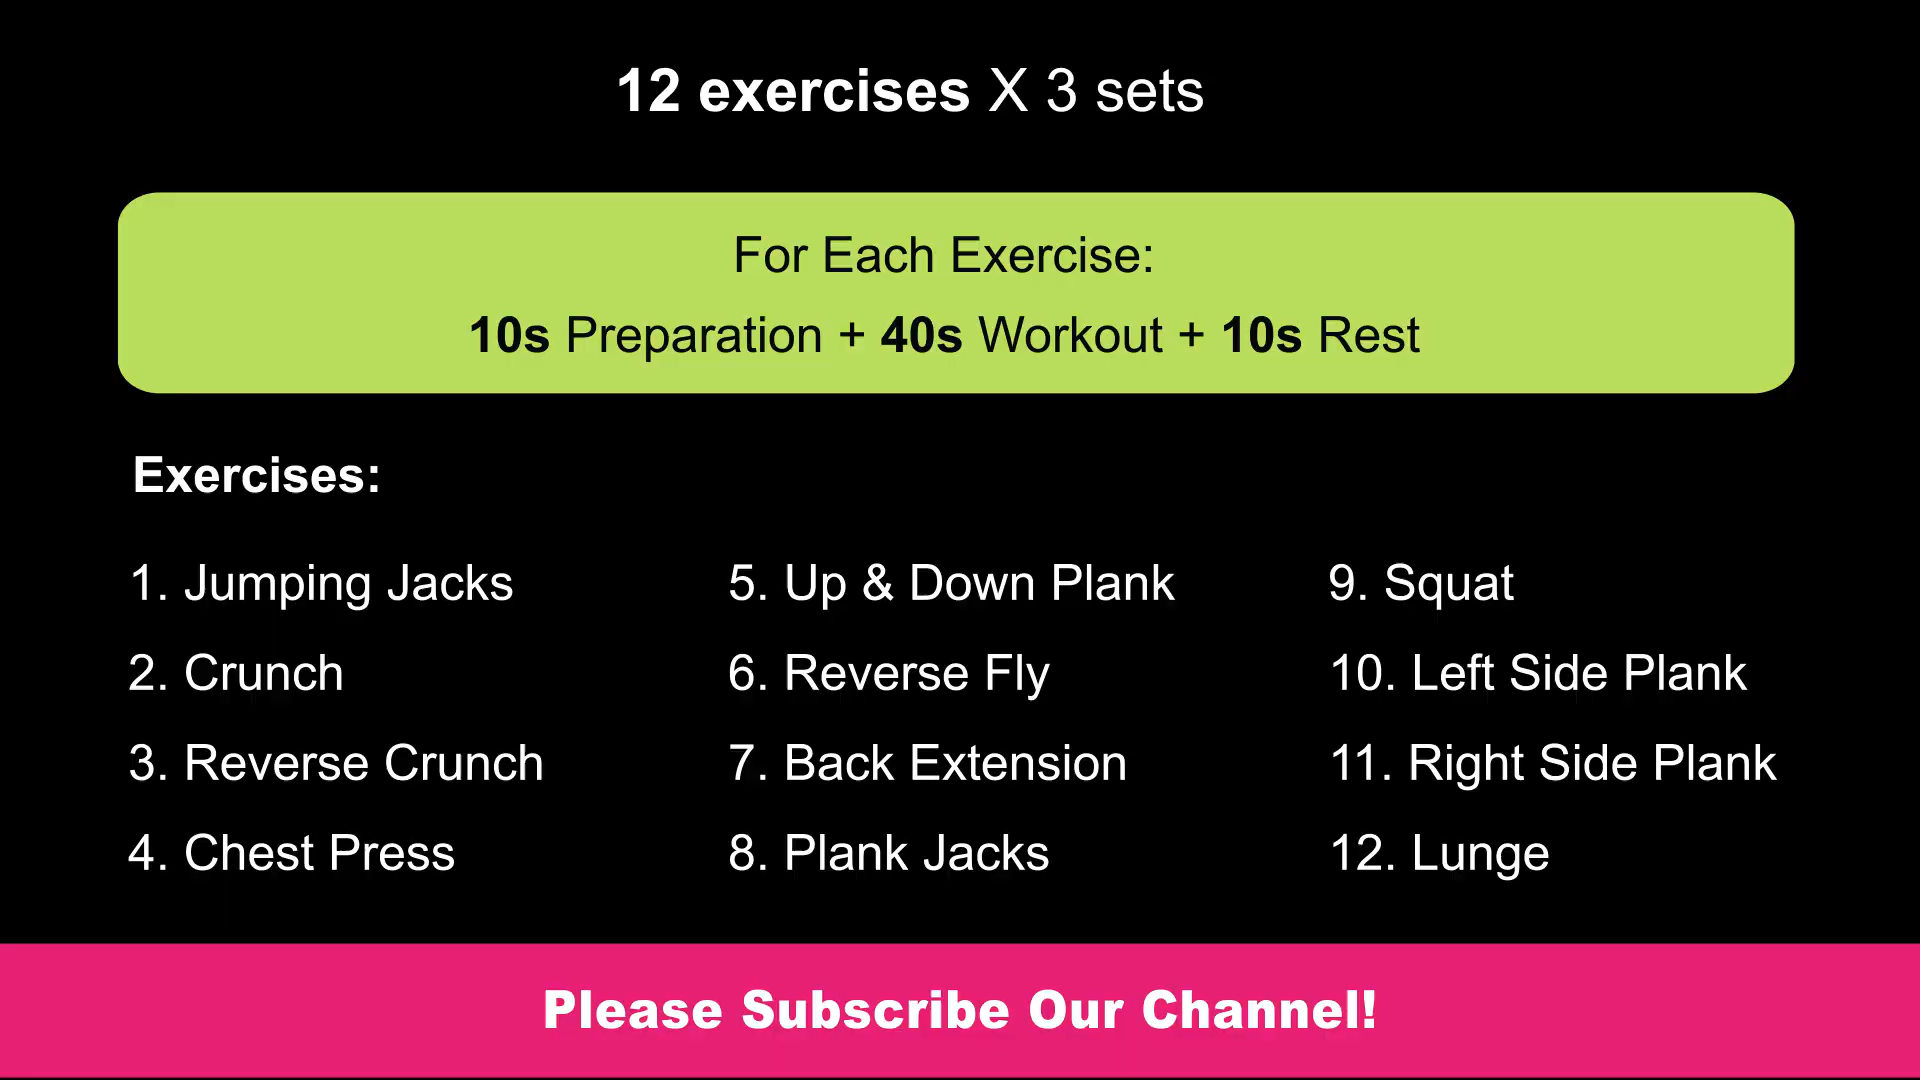 12 exercises X 3 sets
For Each Exercise:
10s Preparation + 40s Workout + 10s Rest
Exercises:
1. Jumping Jacks
2. Crunch
3. Reverse Crunch
4. Chest Press
5. Up & Down Plank
6. Reverse Fly
7. Back Extension
8. Plank Jacks
9. Squat
10. Left Side Plank
11. Right Side Plank
12. Lunge
Please Subscribe Our Channel!